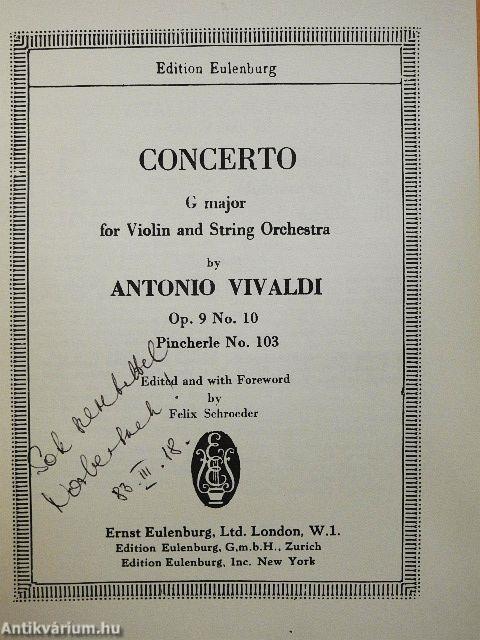 Edition Eulenburg
CONCERTO
G major
for Violin and String Orchestra
by
ANTONIO VIVALDI
Op. 9 No. 10
Pincherle No. 103
Edited and with Foreword
by
Felix Schroeder
Sok szeretettel
Norbertnek!
83. III. 18.
E E
Ernst Eulenburg, Ltd. London, W.1.
Edition Eulenburg, G.m.b.H., Zurich
Edition Eulenburg, Inc. New York
Antikvárium.hu